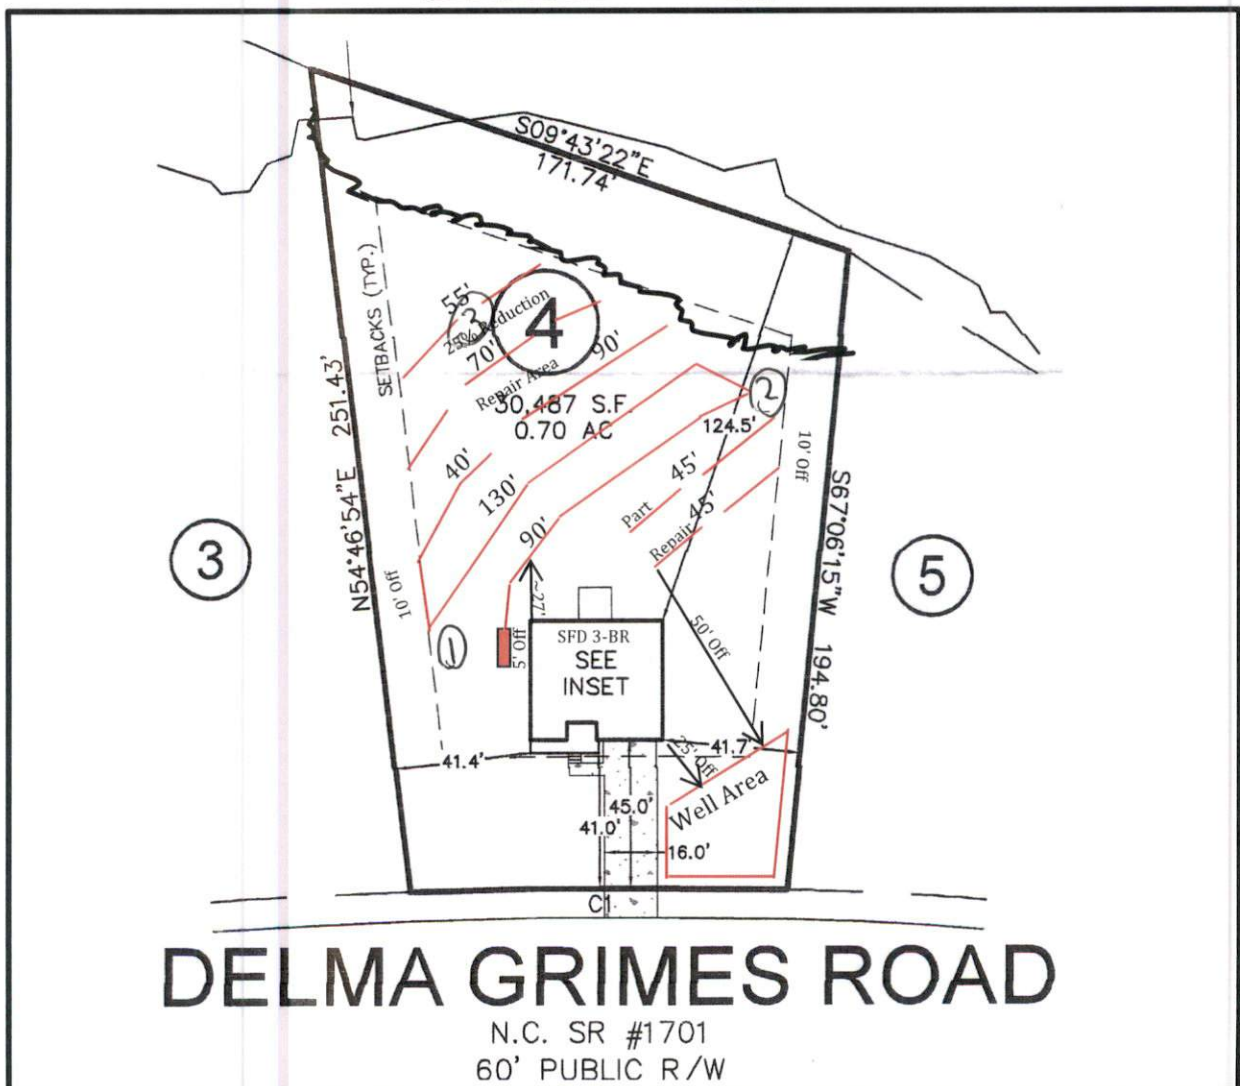 S09°43'22"E
171.74'
SETBACKS (TYP.)
55'
3
25% Reduction
4
70'
90'
Repair Area
30,487 S.F.
0.70 AC
2
124.5'
N54°46'54"E 251.43'
40'
130'
90'
45'
Part
45'
Repair
10' Off
S67°06'15"W 194.80'
3
5
10' Off
~27'
1
5' Off
SFD 3-BR
SEE
INSET
50' Off
41.4'
25' Off
41.7'
Well Area
45.0'
41.0'
16.0'
C1
DELMA GRIMES ROAD
N.C. SR #1701
60' PUBLIC R/W